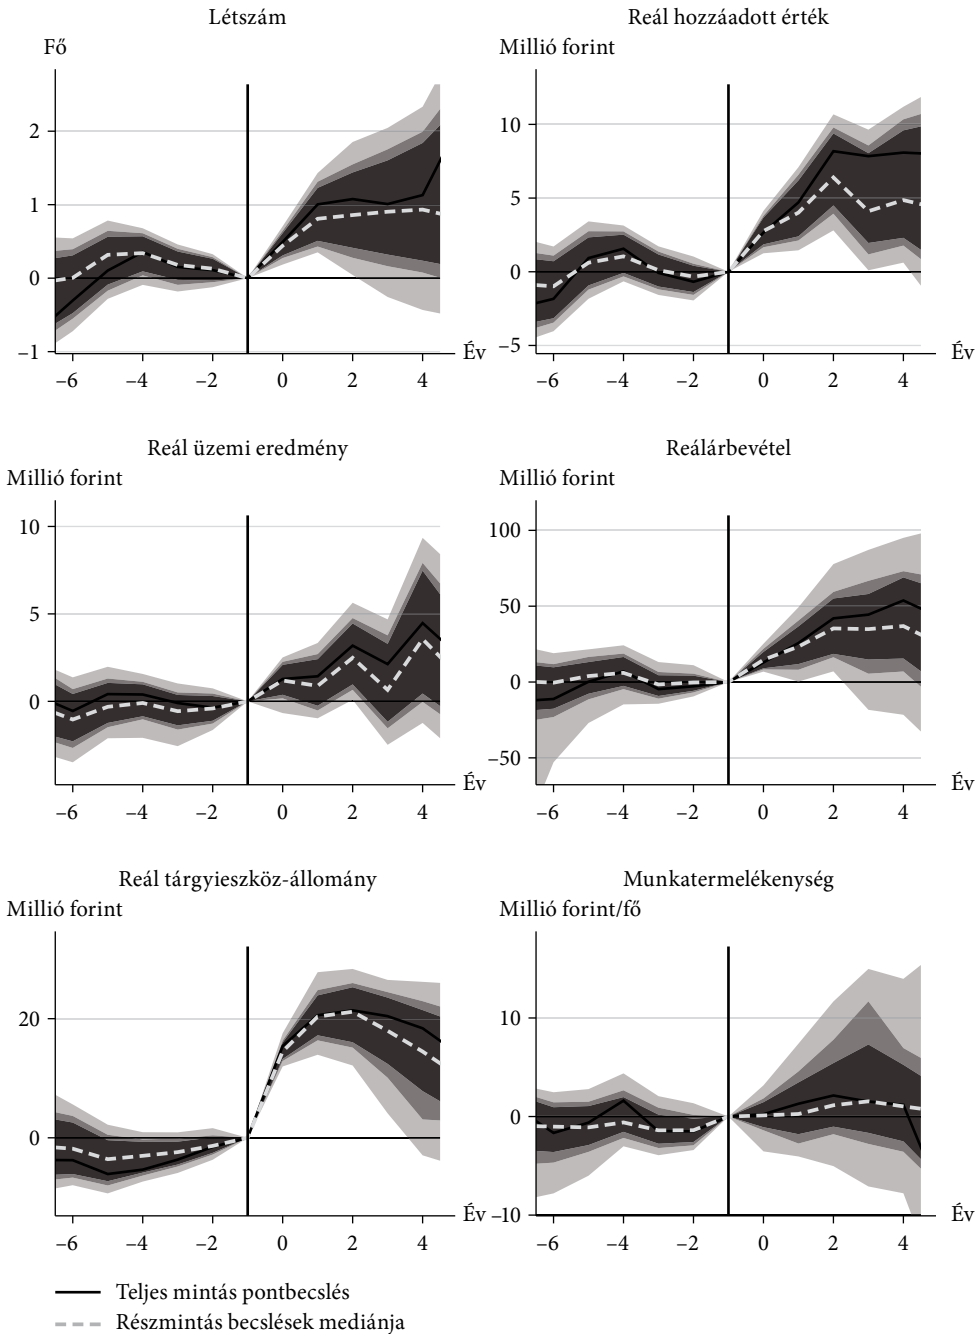 Létszám
Fő
2
1
0
–1
–6
–4
–2
0
2
4
Év
Reál hozzáadott érték
Millió forint
10
5
0
–5
–6
–4
–2
0
2
4
Év
Reál üzemi eredmény
Millió forint
10
5
0
–6
–4
–2
0
2
4
Év
Reálárbevétel
Millió forint
100
50
0
–50
–6
–4
–2
0
2
4
Év
Reál tárgyieszköz-állomány
Millió forint
20
0
–6
–4
–2
0
2
4
Év
Munkatermelékenység
Millió forint/fő
10
0
–10
–6
–4
–2
0
2
4
Év
Teljes mintás pontbecslés
Részmintás becslések mediánja